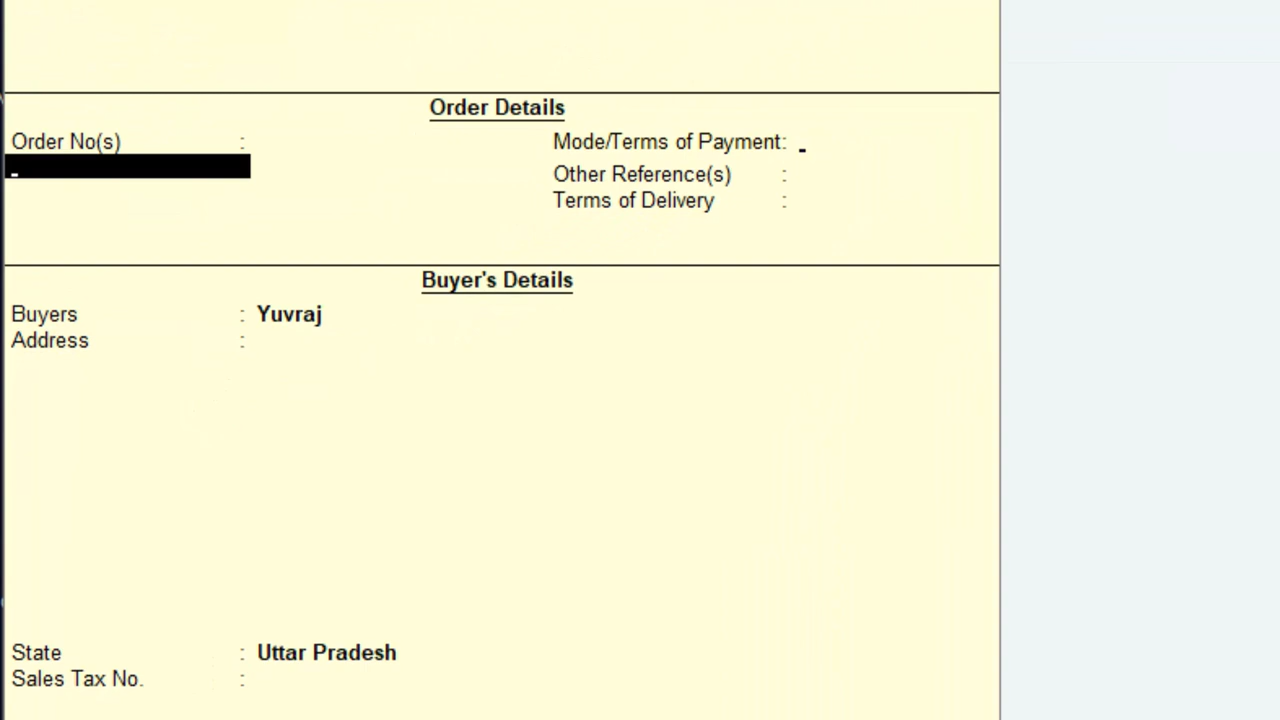 Order Details
Order No(s) :
Mode/Terms of Payment:
Other Reference(s) :
Terms of Delivery :
Buyer's Details
Buyers : Yuvraj
Address :
State : Uttar Pradesh
Sales Tax No. :